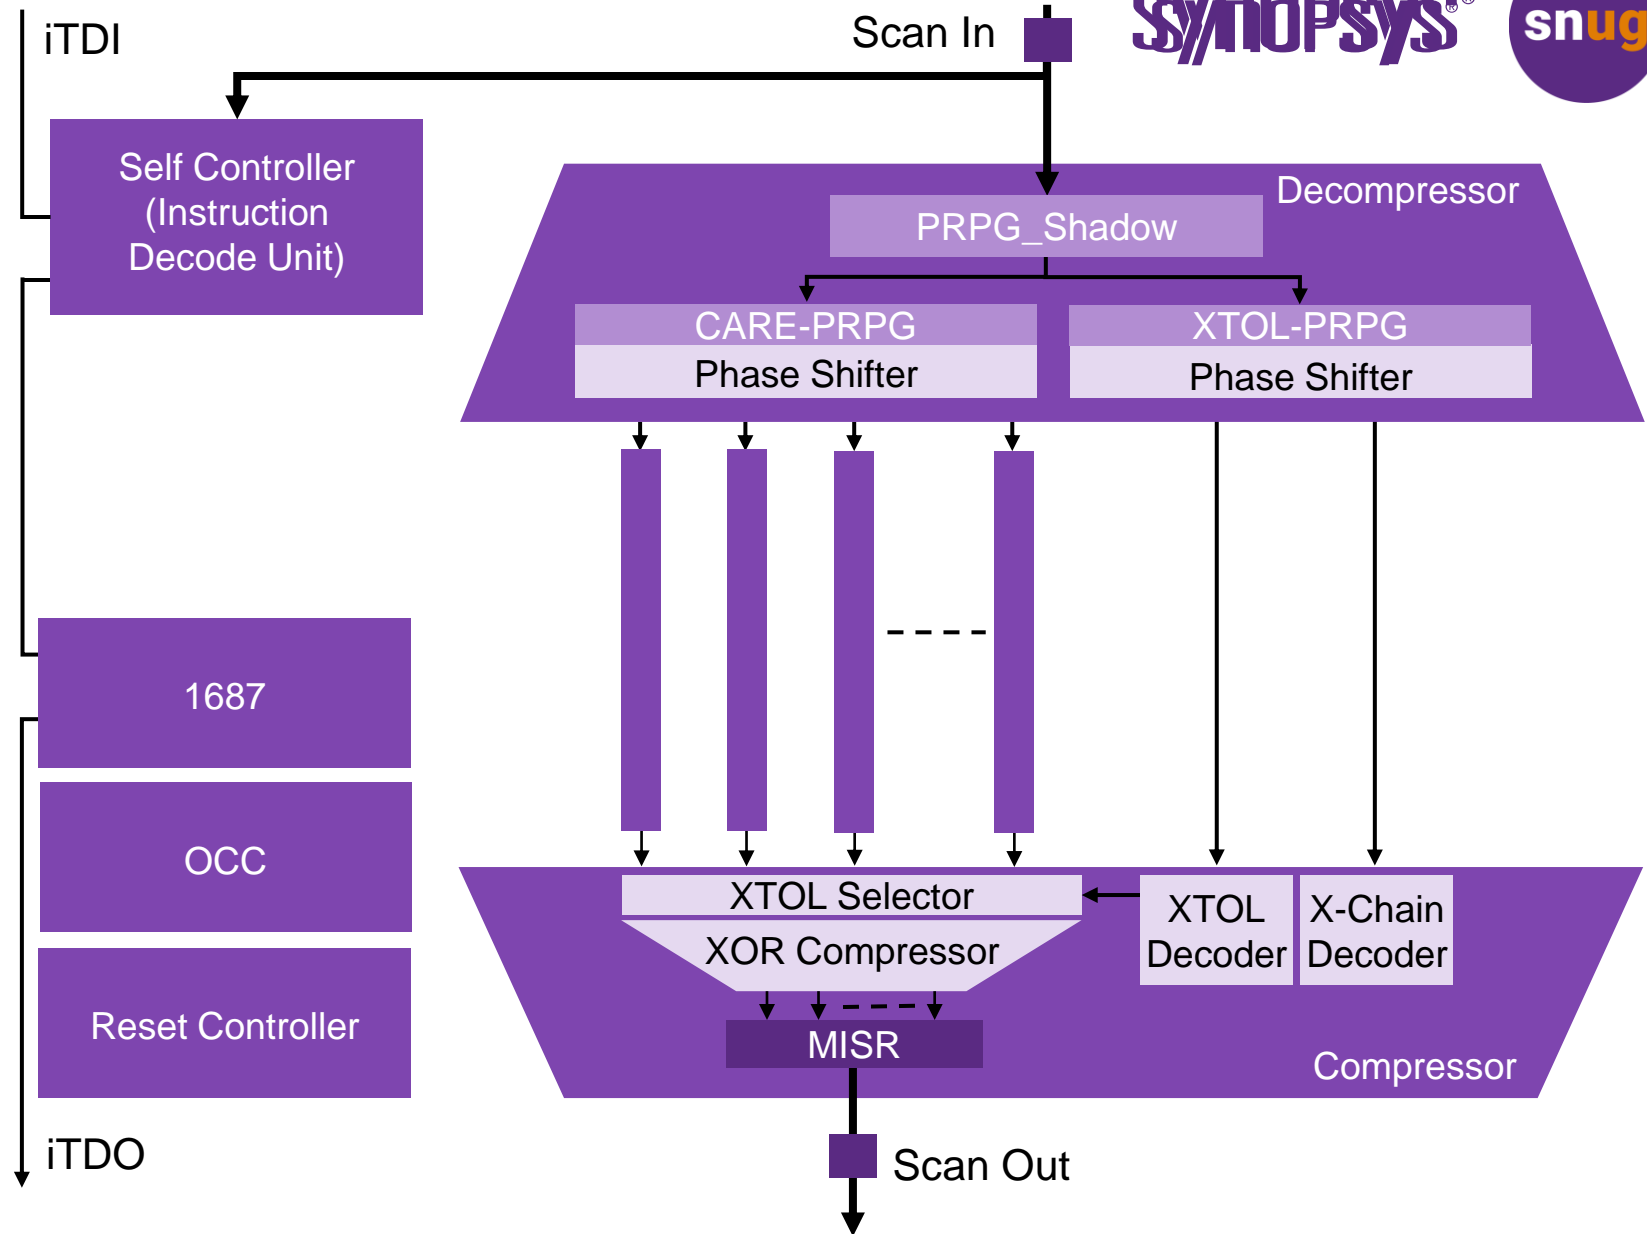 iTDI
Scan In
SYNOPSYS®
snug
Self Controller
(Instruction
Decode Unit)
Decompressor
PRPG_Shadow
CARE-PRPG
XTOL-PRPG
Phase Shifter
Phase Shifter
1687
OCC
Reset Controller
XTOL Selector
XOR Compressor
XTOL
Decoder
X-Chain
Decoder
MISR
Compressor
iTDO
Scan Out